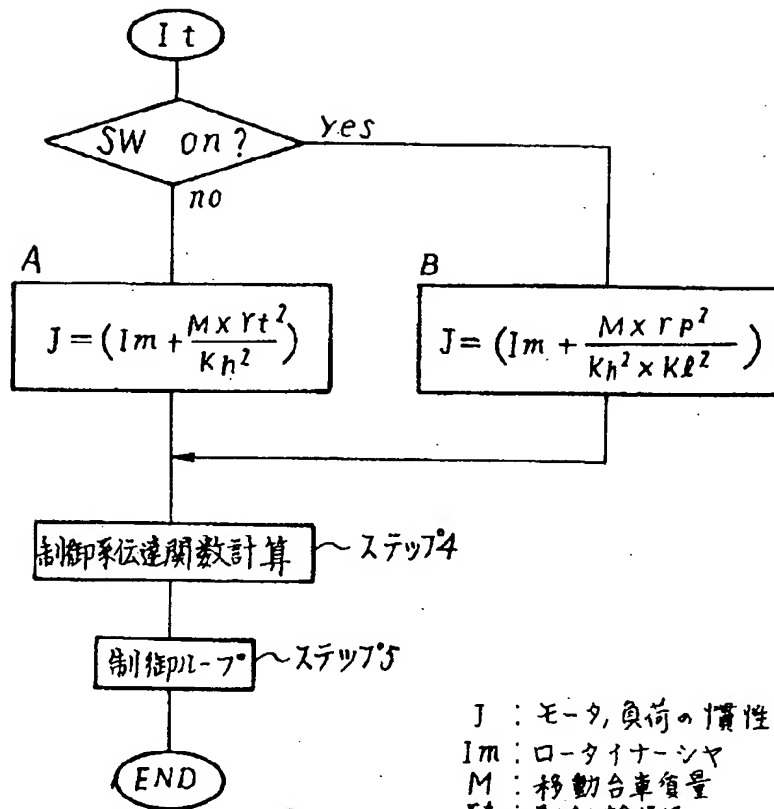 It
SW on?
yes
no
A
J=(Im+M×rt²/Kh²)
B
J=(Im+M×rp²/Kh²×Kl²)
制御系伝達関数計算
ステップ4
制御ループ
ステップ5
END
J:モータ,負荷の慣性
Im:ロータイナーシヤ
M:移動台車質量